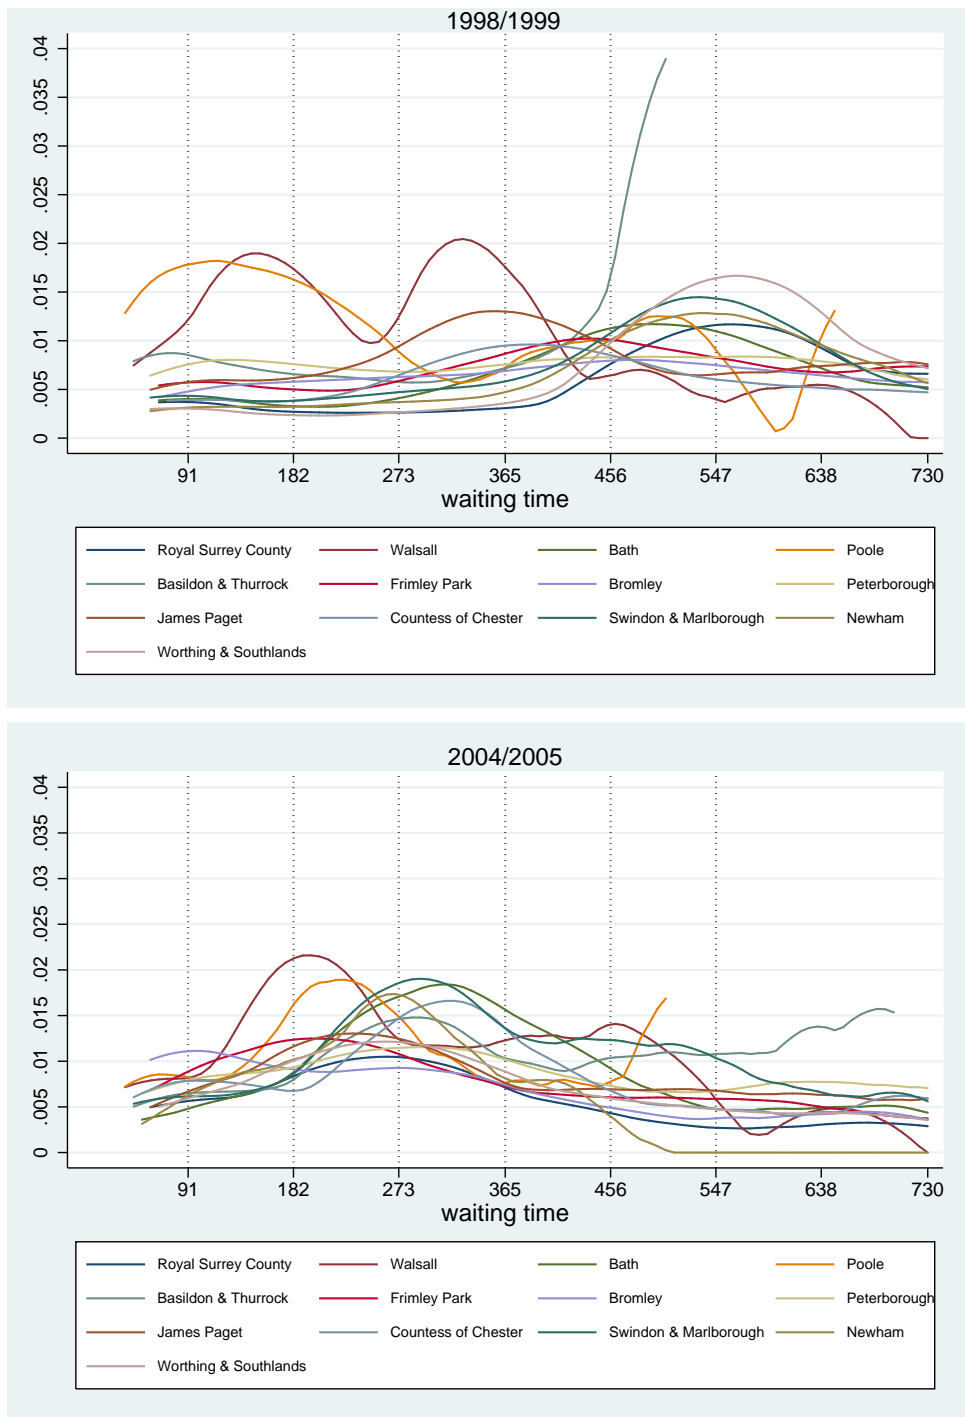 1998/1999
.04
.035
.03
.025
.02
.015
.01
.005
0
91 182 273 365 456 547 638 730
waiting time
Royal Surrey County Walsall Bath Poole
Basildon & Thurrock Frimley Park Bromley Peterborough
James Paget Countess of Chester Swindon & Marlborough Newham
Worthing & Southlands
2004/2005
.04
.035
.03
.025
.02
.015
.01
.005
0
91 182 273 365 456 547 638 730
waiting time
Royal Surrey County Walsall Bath Poole
Basildon & Thurrock Frimley Park Bromley Peterborough
James Paget Countess of Chester Swindon & Marlborough Newham
Worthing & Southlands